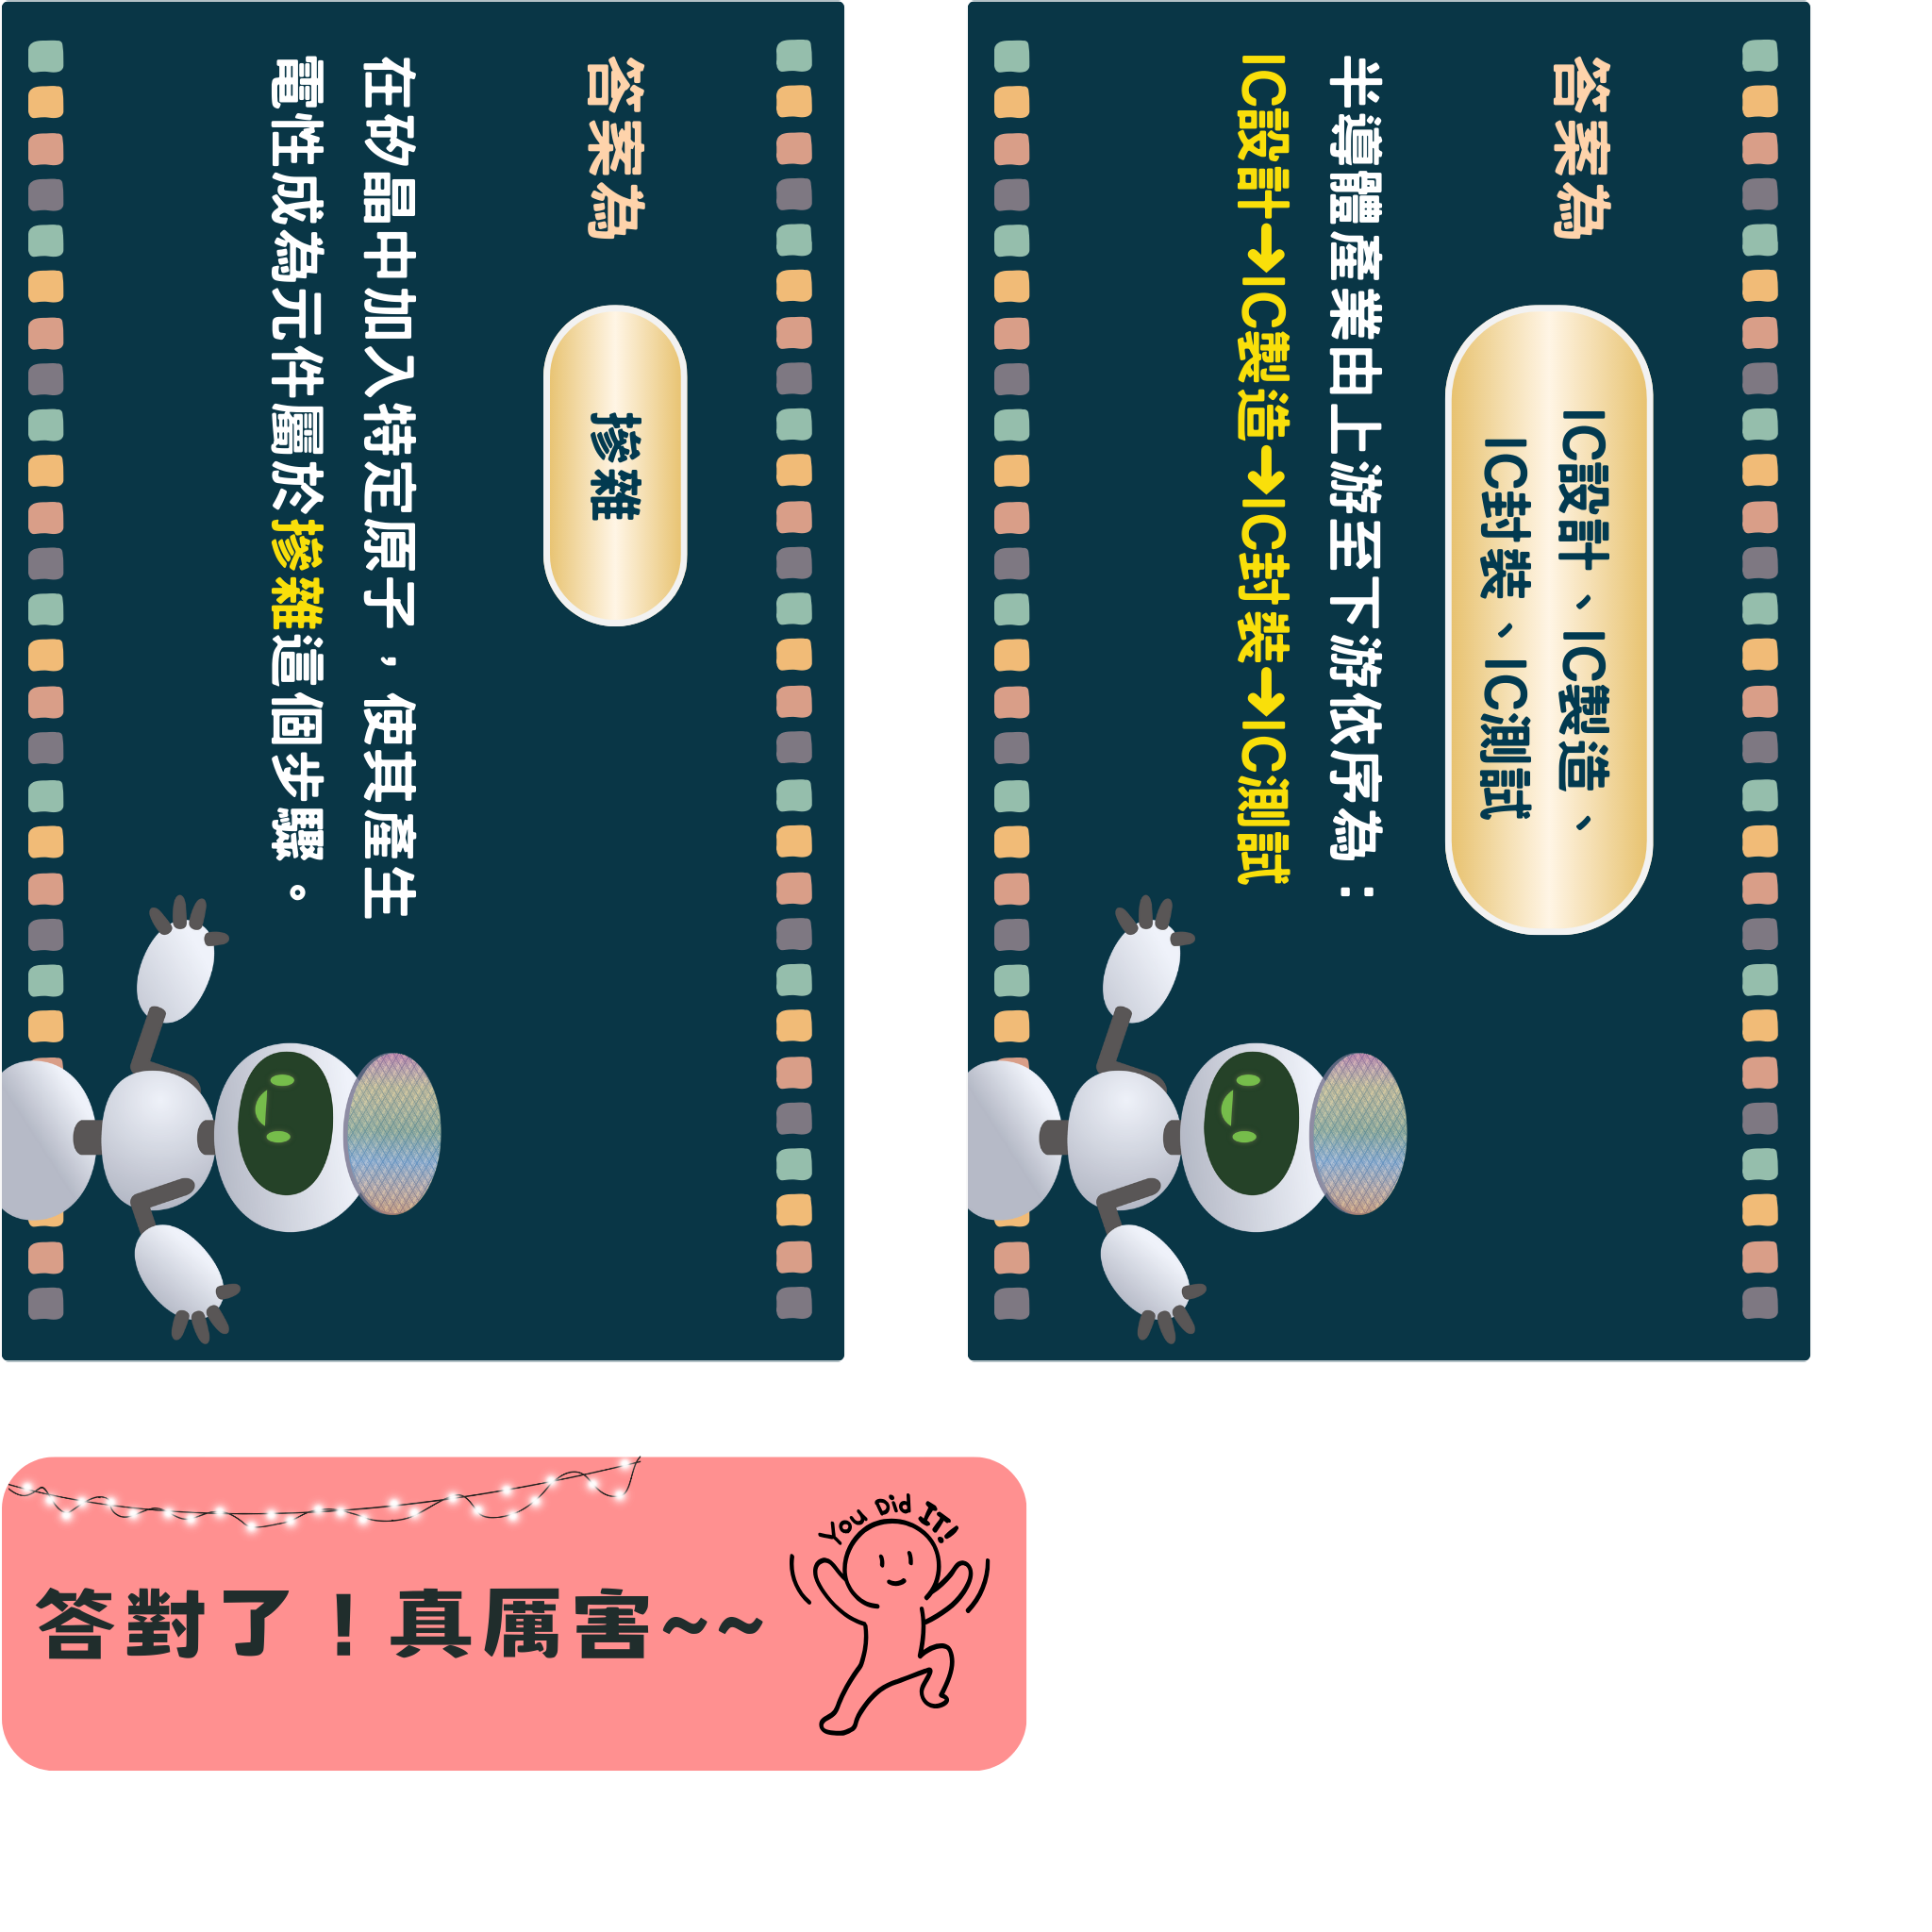 答案為
摻雜
在矽晶中加入特定原子，使其產生
電性成為元件屬於摻雜這個步驟。
答案為
IC設計、IC製造、
IC封裝、IC測試
半導體產業由上游至下游依序為：
IC設計→IC製造→IC封裝→IC測試
You Did IT!!
答對了！真厲害~~